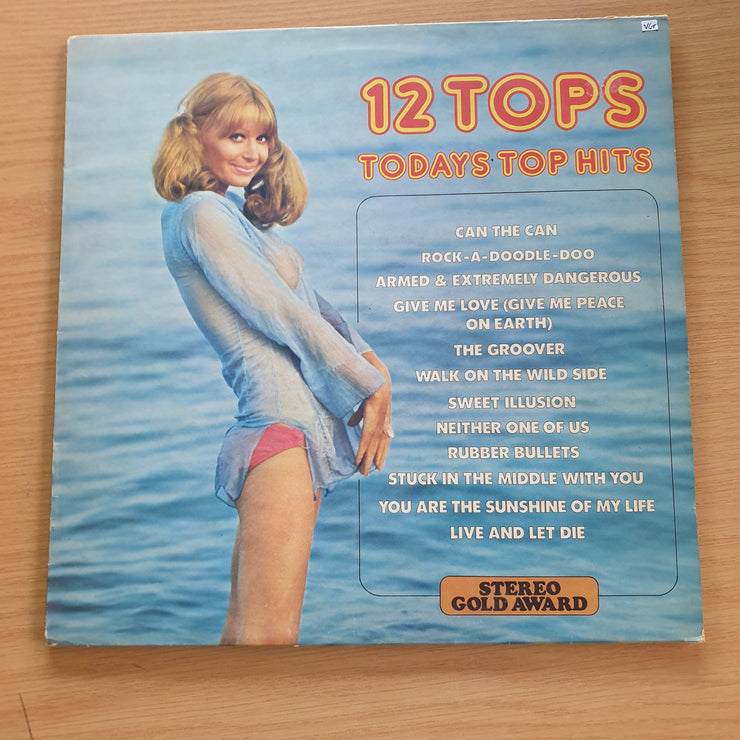 VG+
12 TOPS
TODAYS TOP HITS
CAN THE CAN
ROCK-A-DOODLE-DOO
ARMED & EXTREMELY DANGEROUS
GIVE ME LOVE (GIVE ME PEACE
ON EARTH)
THE GROOVER
WALK ON THE WILD SIDE
SWEET ILLUSION
NEITHER ONE OF US
RUBBER BULLETS
STUCK IN THE MIDDLE WITH YOU
YOU ARE THE SUNSHINE OF MY LIFE
LIVE AND LET DIE
STEREO
GOLD AWARD